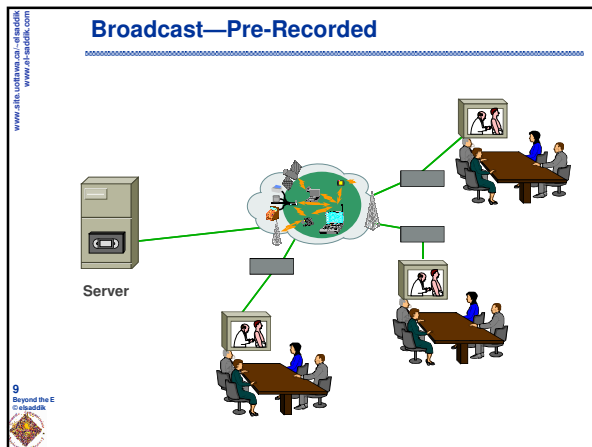 Broadcast—Pre-Recorded
www.site.uottawa.ca/~elsaddik
www.el-saddik.com
Server
9
Beyond the E
© elsaddik